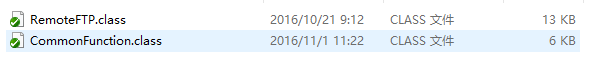 RemoteFTP.class 2016/10/21 9:12 CLASS 文件 13 KB
CommonFunction.class 2016/11/1 11:22 CLASS 文件 6 KB